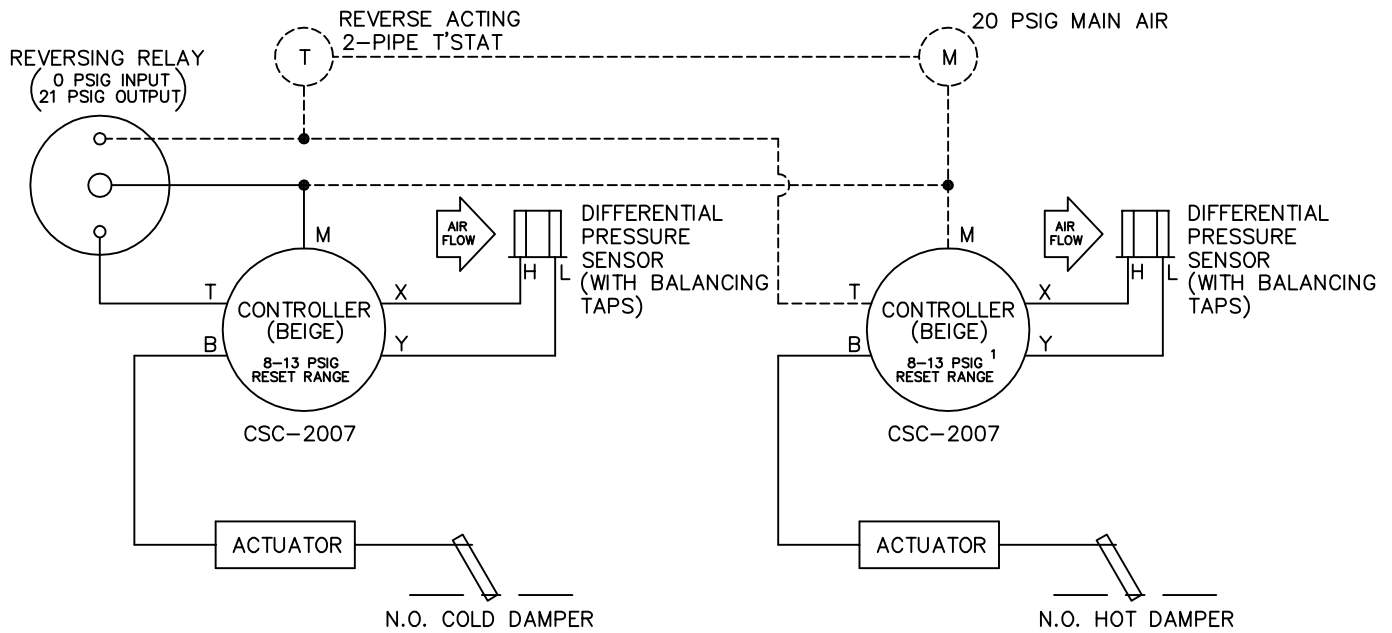 REVERSE ACTING
2-PIPE T'STAT
20 PSIG MAIN AIR
T
M
REVERSING RELAY
(0 PSIG INPUT
21 PSIG OUTPUT)
M
AIR
FLOW
H
L
DIFFERENTIAL
PRESSURE
SENSOR
(WITH BALANCING
TAPS)
T
X
B
Y
CONTROLLER
(BEIGE)
8-13 PSIG
RESET RANGE
CSC-2007
ACTUATOR
N.O. COLD DAMPER
M
AIR
FLOW
H
L
DIFFERENTIAL
PRESSURE
SENSOR
(WITH BALANCING
TAPS)
T
X
B
Y
CONTROLLER
(BEIGE)
8-13 PSIG 1
RESET RANGE
CSC-2007
ACTUATOR
N.O. HOT DAMPER